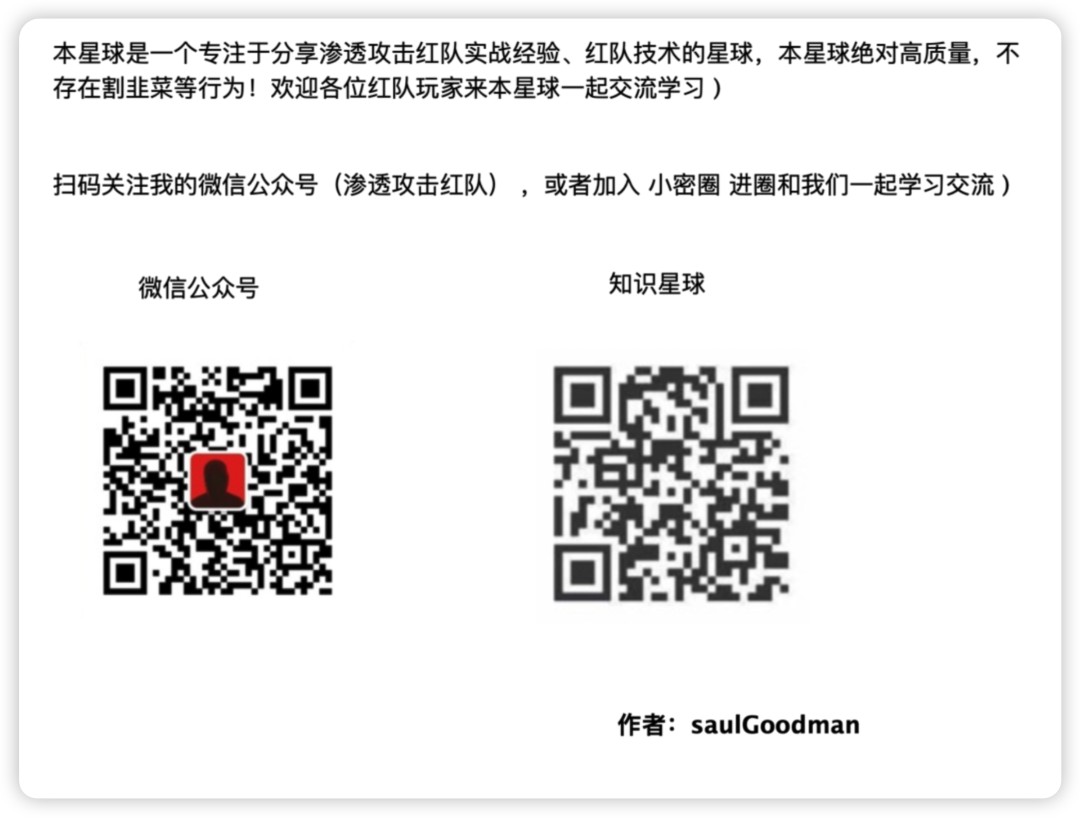 本星球是一个专注于分享渗透攻击红队实战经验、红队技术的星球，本星球绝对高质量，不
存在割韭菜等行为！欢迎各位红队玩家来本星球一起交流学习 )
扫码关注我的微信公众号（渗透攻击红队），或者加入 小密圈 进圈和我们一起学习交流 )
微信公众号
知识星球
作者：saulGoodman